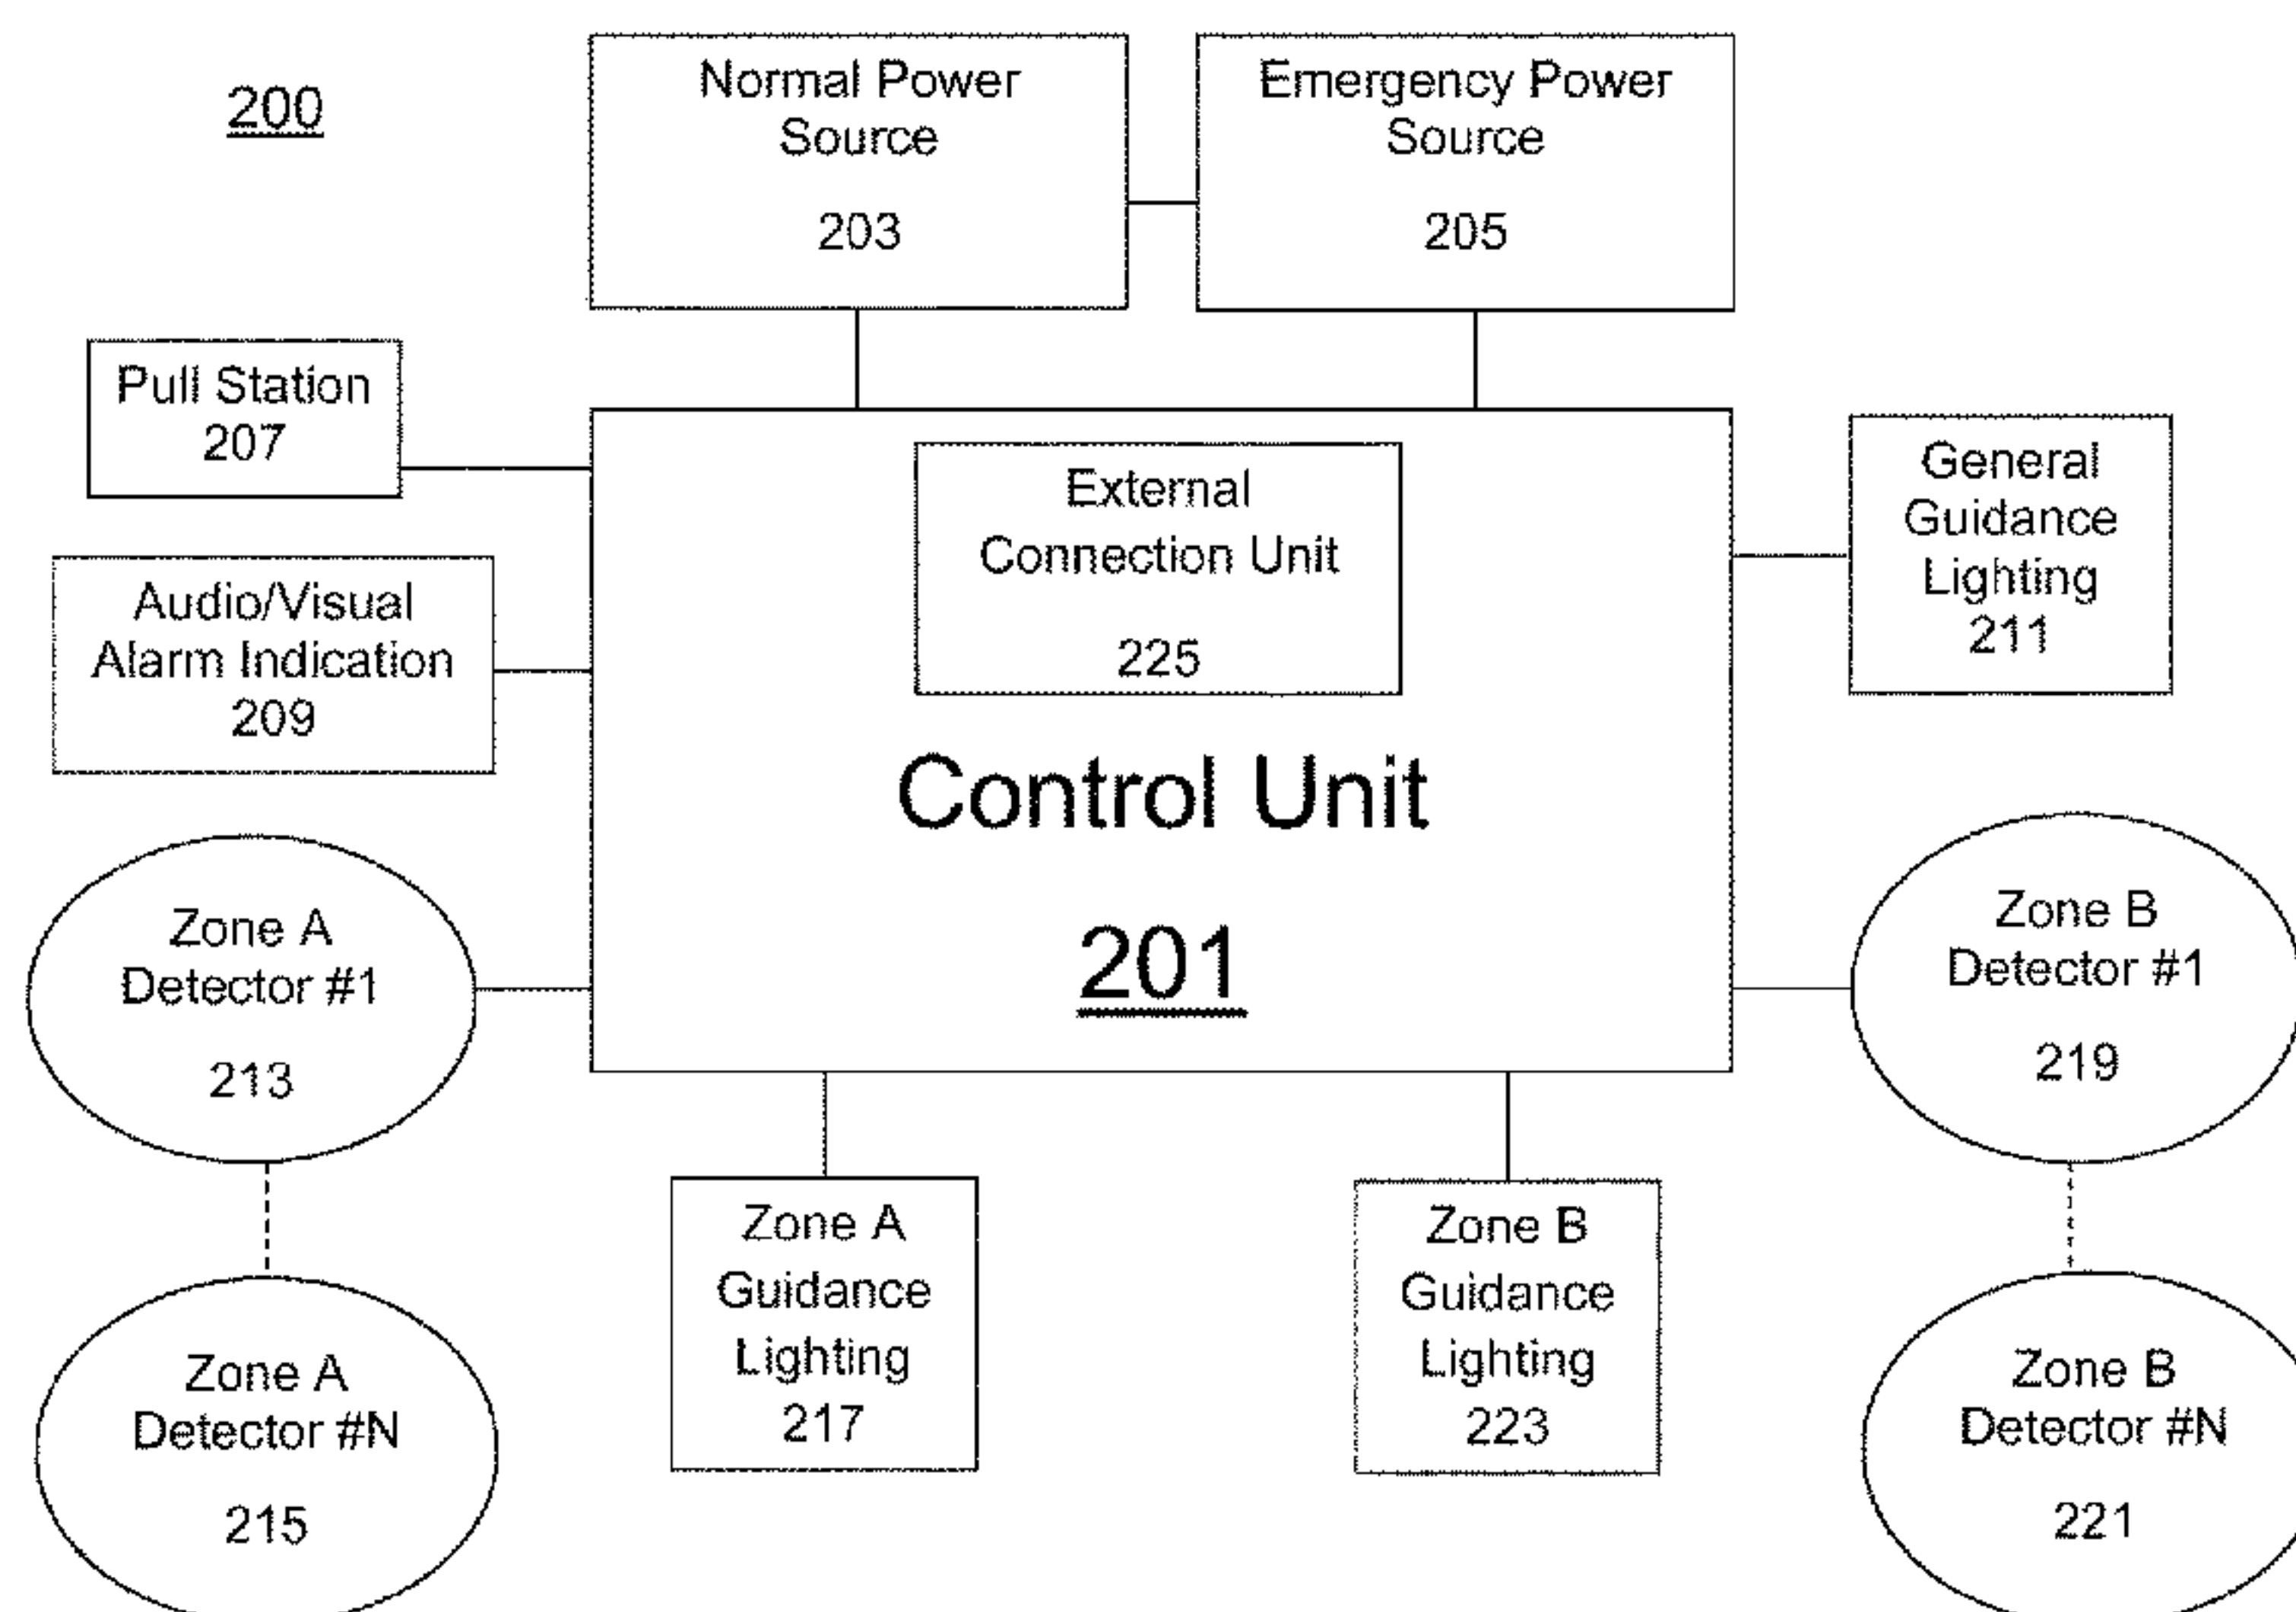 200
Normal Power
Source
203
Emergency Power
Source
205
Pull Station
207
External
Connection Unit
225
General
Guidance
Lighting
211
Audio/Visual
Alarm Indication
209
Control Unit
201
Zone A
Detector #1
213
Zone B
Detector #1
219
Zone A
Guidance
Lighting
217
Zone B
Guidance
Lighting
223
Zone A
Detector #N
215
Zone B
Detector #N
221